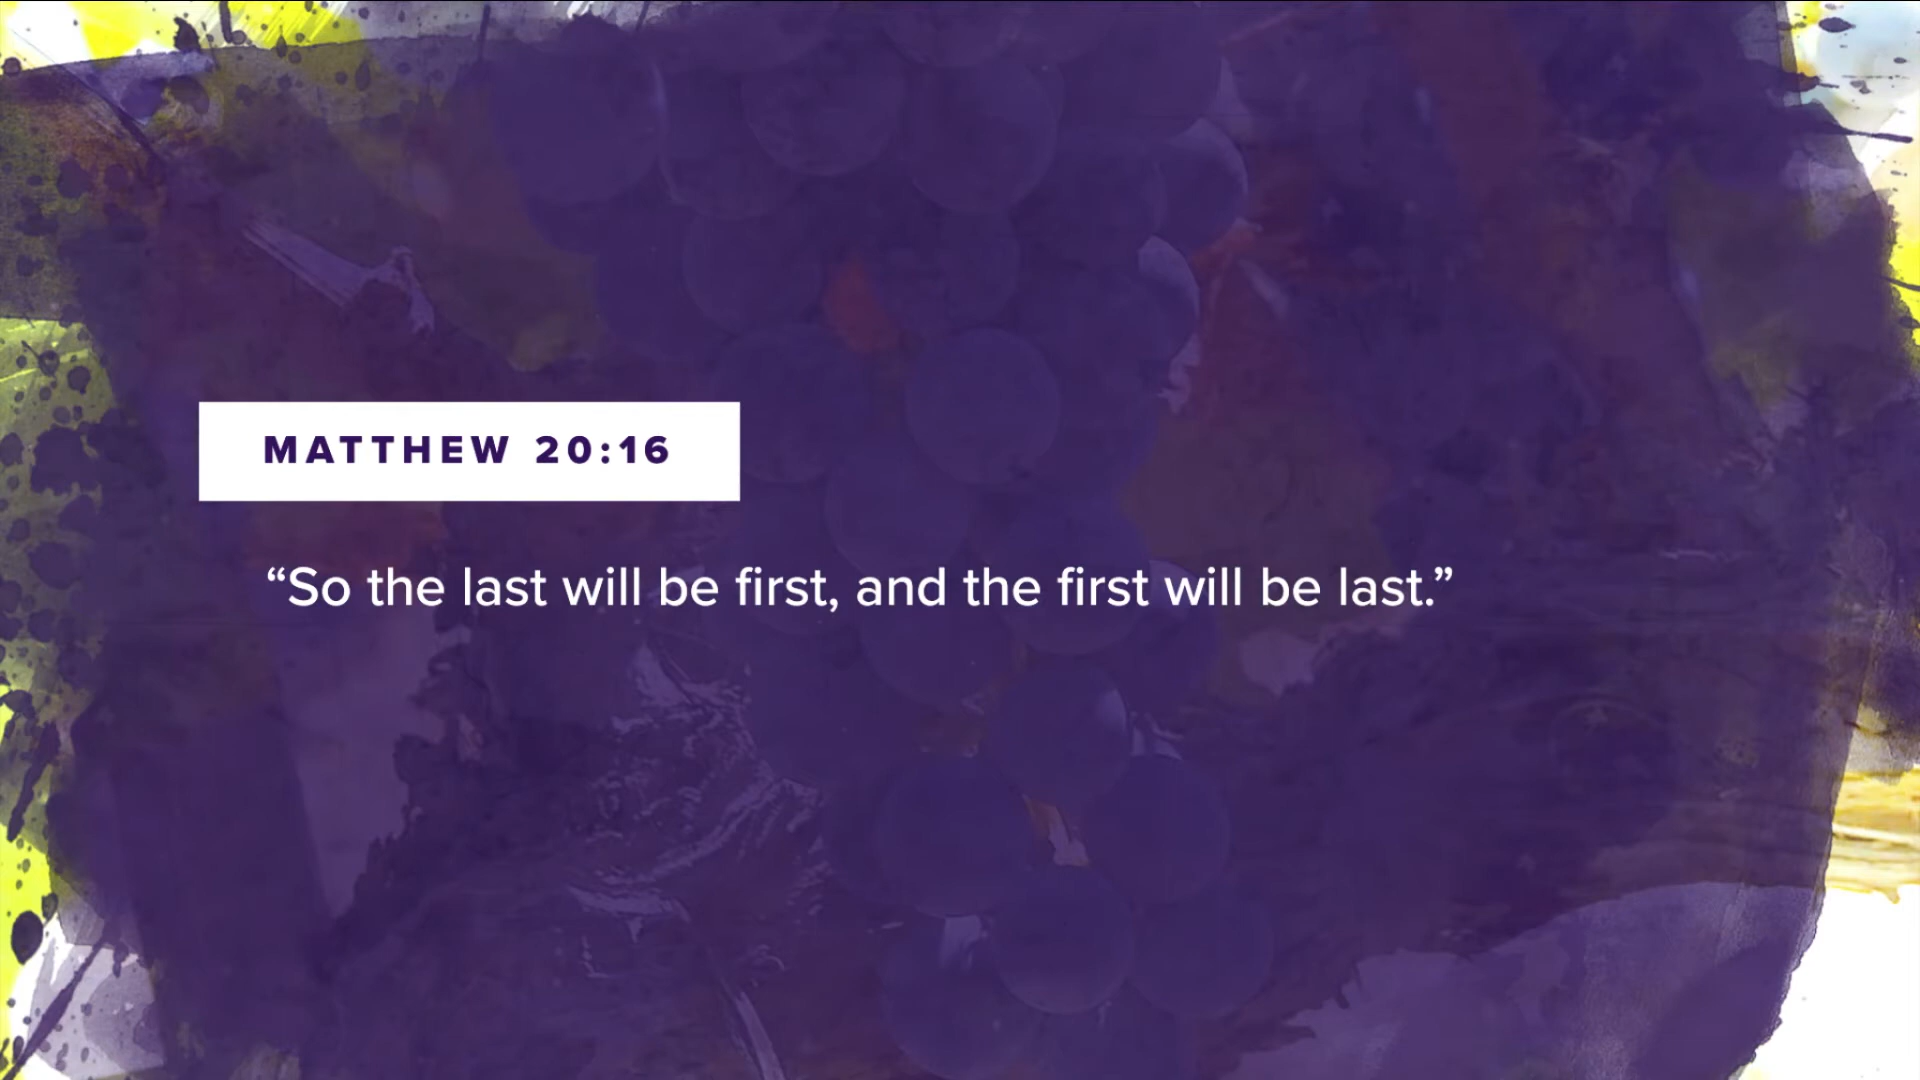 MATTHEW 20:16
“So the last will be first, and the first will be last.”